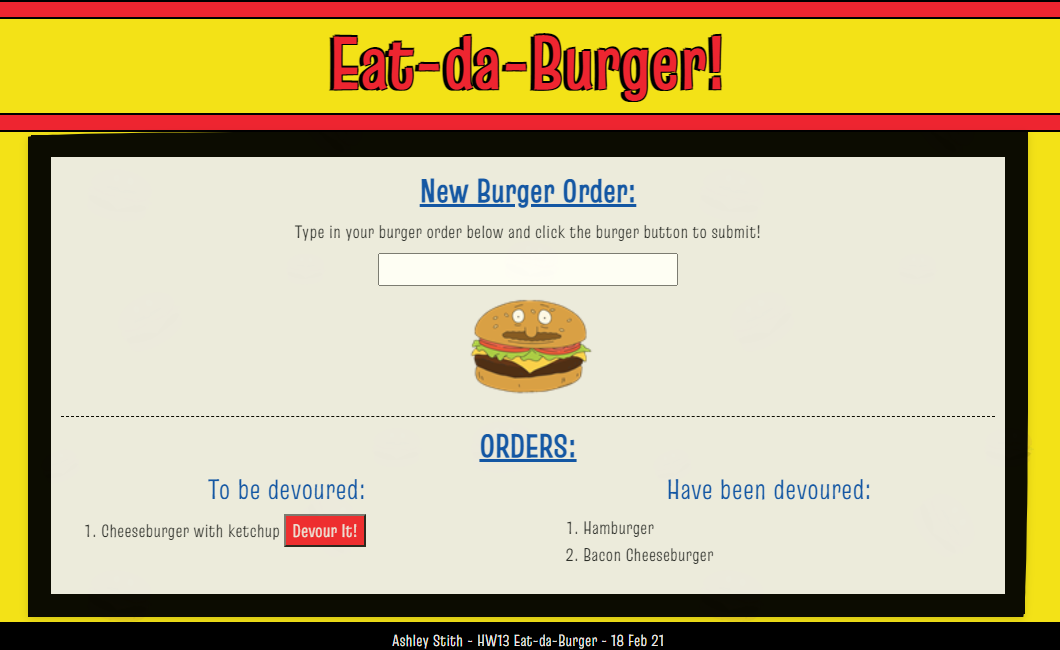 Eat-da-Burger!
New Burger Order:
Type in your burger order below and click the burger button to submit!
ORDERS:
To be devoured:
1. Cheeseburger with ketchup Devour It!
Have been devoured:
1. Hamburger
2. Bacon Cheeseburger
Ashley Stith - HW13 Eat-da-Burger - 18 Feb 21